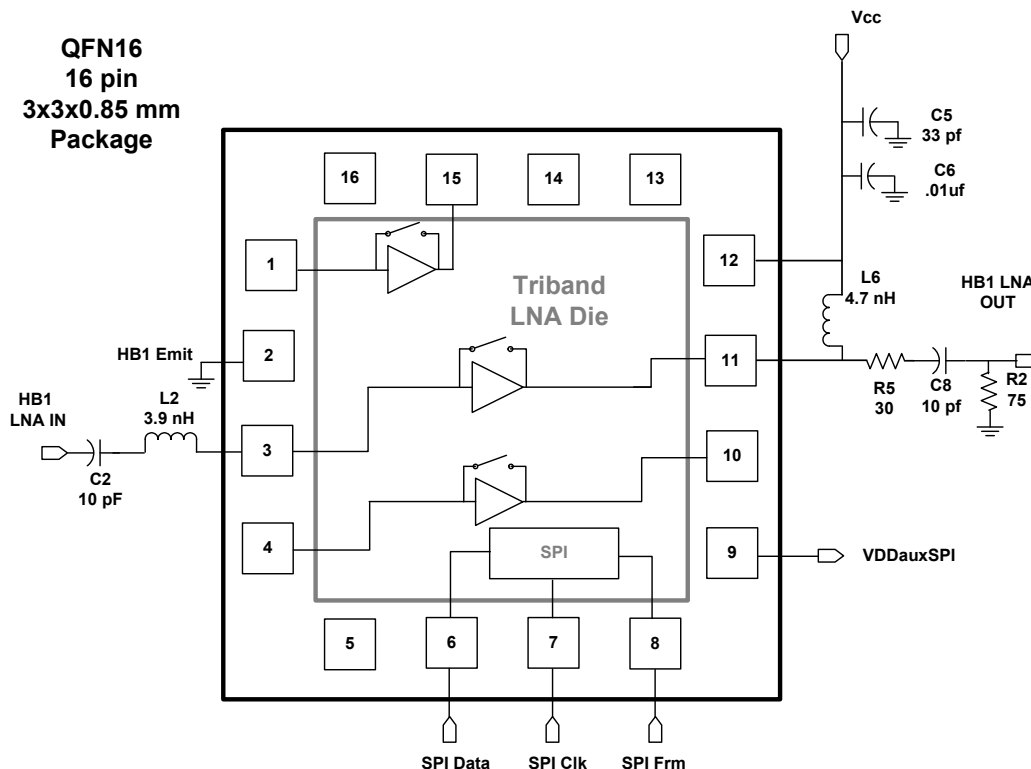 QFN16
16 pin
3x3x0.85 mm
Package
Vcc
C5
33 pf
C6
.01uf
16
15
14
13
1
12
Triband
LNA Die
L6
4.7 nH
HB1 LNA
OUT
HB1 Emit
2
11
R5
30
C8
10 pf
R2
75
HB1
LNA IN
L2
3.9 nH
3
C2
10 pF
10
4
SPI
9
VDDauxSPI
5
6
7
8
SPI Data
SPI Clk
SPI Frm